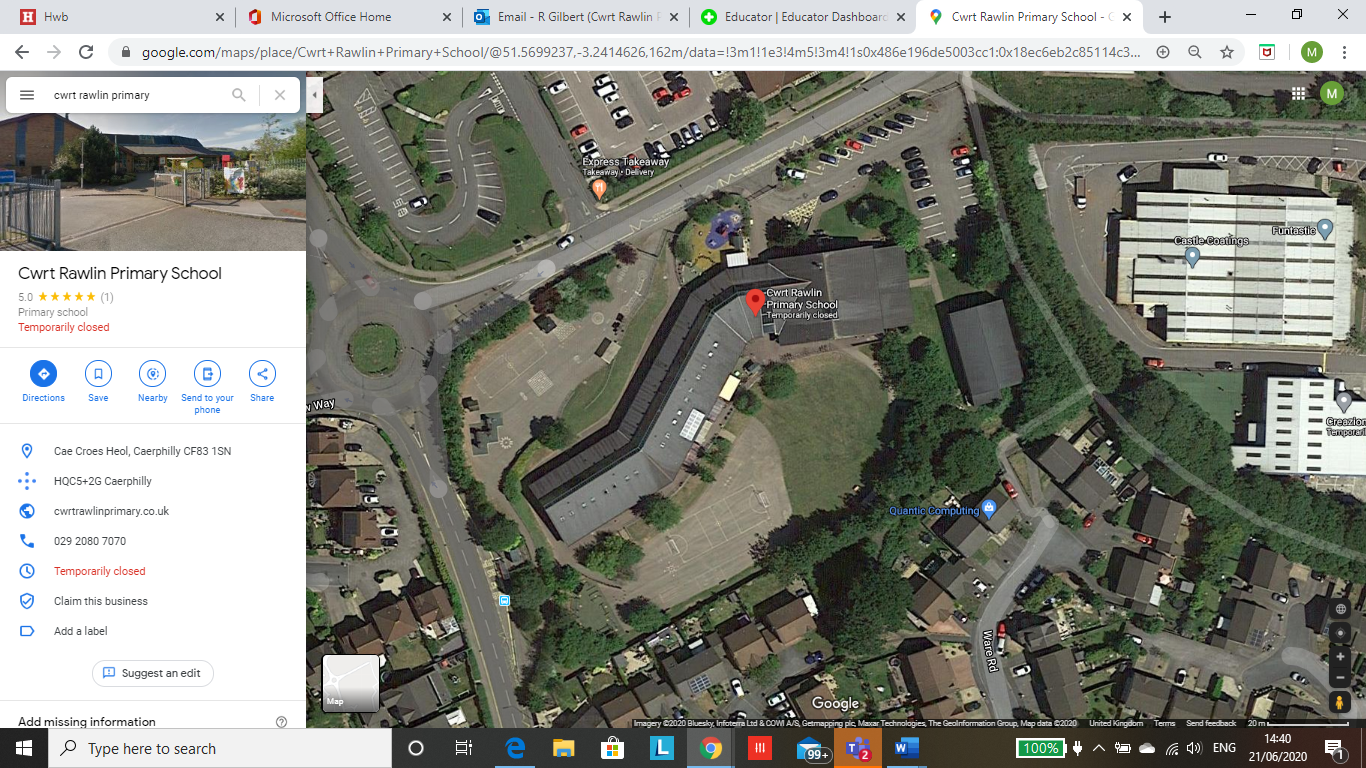 Hwb
Microsoft Office Home
Email - R Gilbert (Cwrt Rawlin P
Educator | Educator Dashboard
Cwrt Rawlin Primary School - G
google.com/maps/place/Cwrt+Rawlin+Primary+School/@51.5699237,-3.2414626,162m/data=!3m1!1e3!4m5!3m4!1s0x486e196de5003cc1:0x18ec6eb2c85114c3...
M
cwrt rawlin primary
M
Cwrt Rawlin Primary School
5.0 (1)
Primary school
Temporarily closed
Directions
Save
Nearby
Send to your
phone
Share
Cae Croes Heol, Caerphilly CF83 1SN
HQC5+2G Caerphilly
cwrtrawlinprimary.co.uk
029 2080 7070
Temporarily closed
Claim this business
Add a label
Suggest an edit
Add missing information
Express Takeaway
Takeaway • Delivery
Cwrt Rawlin
Primary School
Temporarily closed
Castle Coatings
Funtastic
Creazion
Temporaril
Quantic Computing
w Way
Ware Rd
Map
Google
Imagery ©2020 Bluesky, Infoterra Ltd & COWI A/S, Getmapping plc, Maxar Technologies, The GeoInformation Group, Map data ©2020 United Kingdom Terms Send feedback 20 m
Type here to search
L
99+
2
W
100%
ENG
14:40
21/06/2020
1